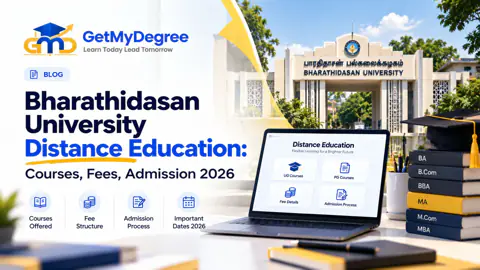 GetMyDegree
Learn Today Lead Tomorrow
BLOG
Bharathidasan
University
Distance Education:
Courses, Fees, Admission 2026
Courses
Offered
Fee
Structure
Admission
Process
Important
Dates 2026
பாரதிதாசன் பல்கலைக்கழகம்
BHARATHIDASAN UNIVERSITY
Distance Education
UG Courses
PG Courses
Fee Details
Admission Process
BA
B.Com
BBA
MA
M.Com
MBA